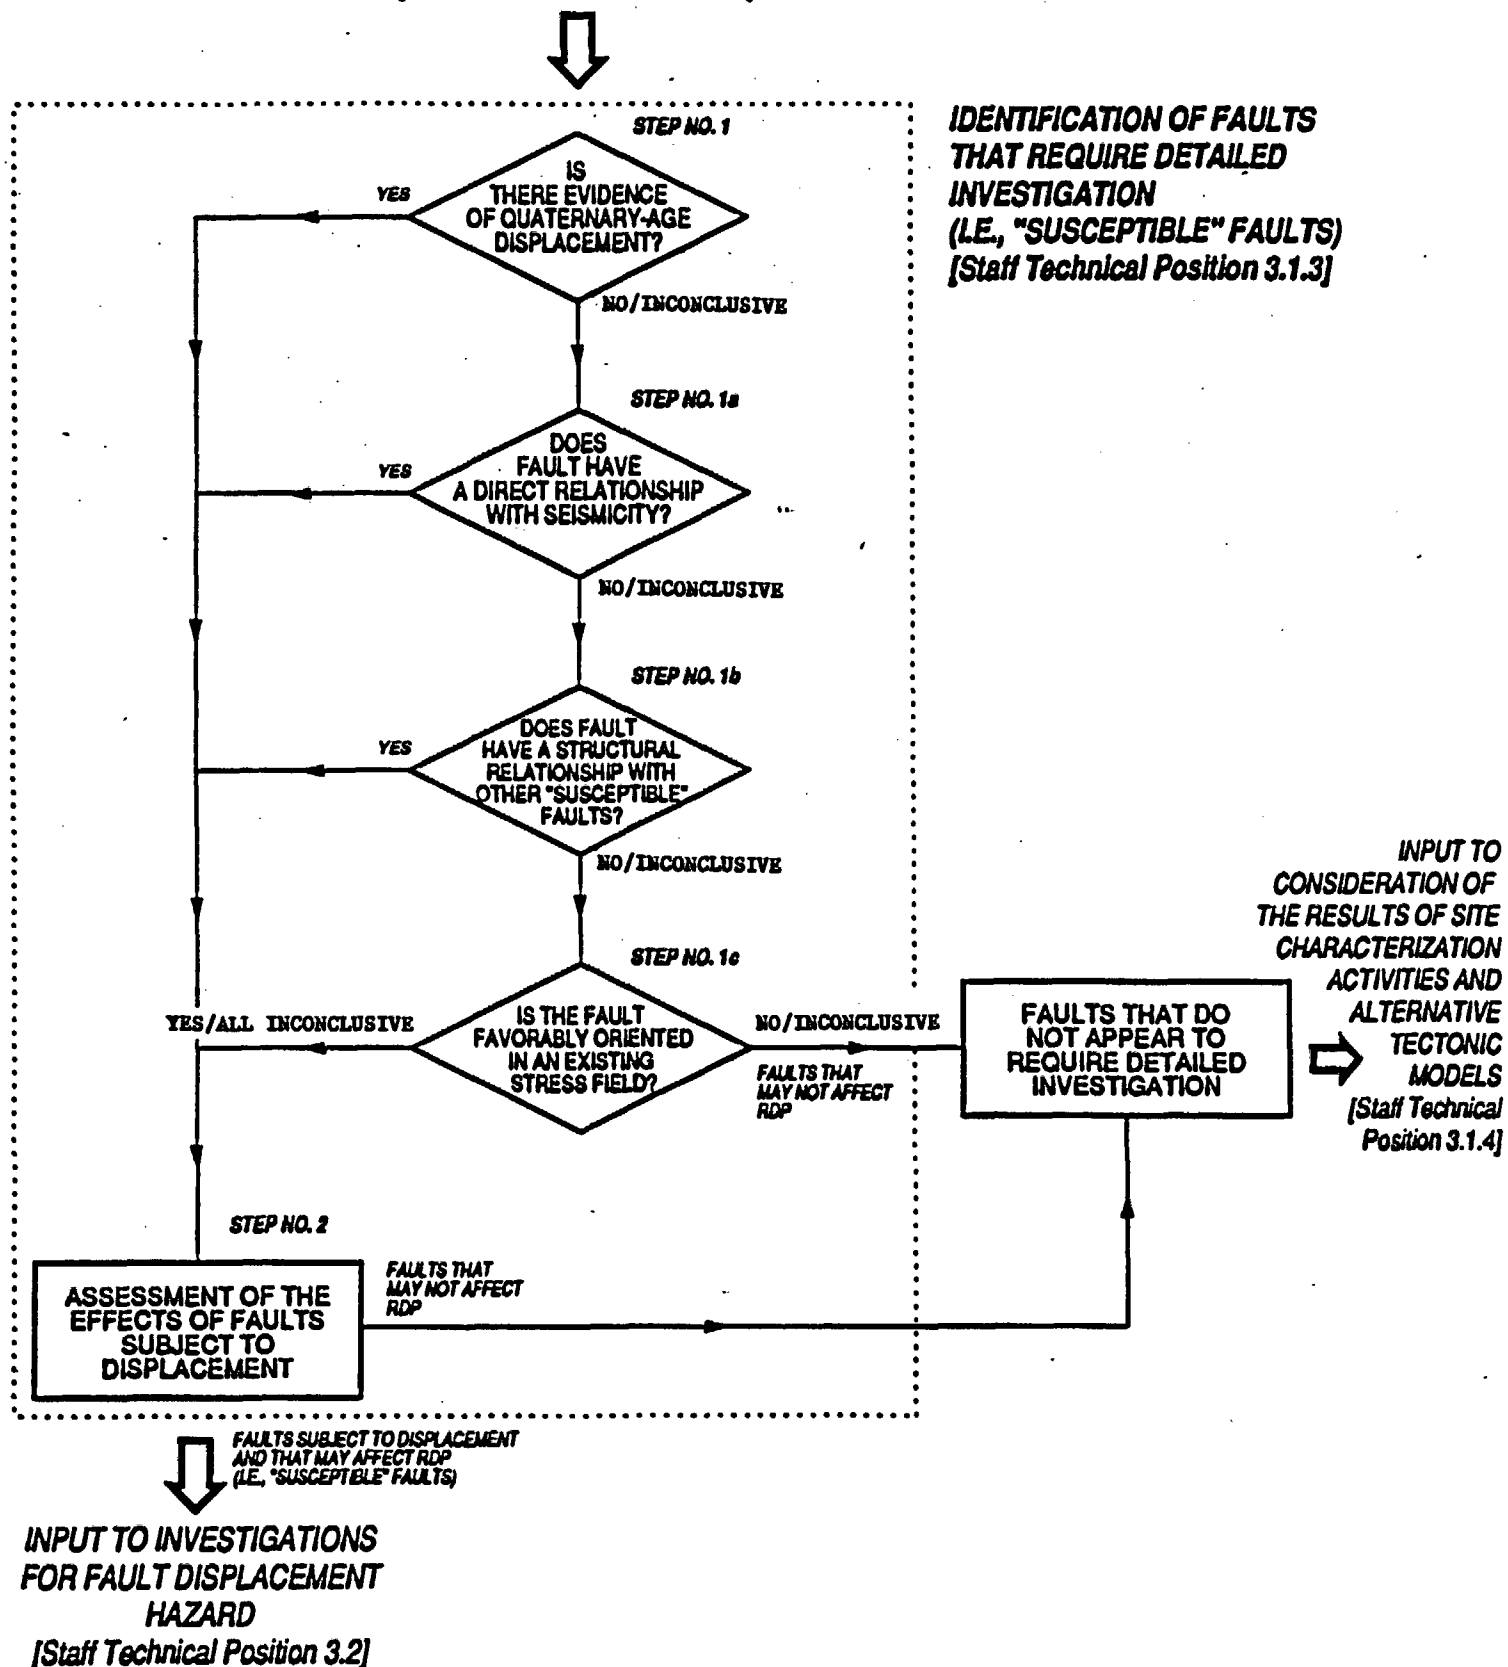 STEP NO. 1
IS
THERE EVIDENCE
OF QUATERNARY-AGE
DISPLACEMENT?
YES
NO/INCONCLUSIVE
IDENTIFICATION OF FAULTS
THAT REQUIRE DETAILED
INVESTIGATION
(I.E., "SUSCEPTIBLE" FAULTS)
[Staff Technical Position 3.1.3]
STEP NO. 1a
DOES
FAULT HAVE
A DIRECT RELATIONSHIP
WITH SEISMICITY?
YES
NO/INCONCLUSIVE
STEP NO. 1b
DOES FAULT
HAVE A STRUCTURAL
RELATIONSHIP WITH
OTHER "SUSCEPTIBLE"
FAULTS?
YES
NO/INCONCLUSIVE
STEP NO. 1c
IS THE FAULT
FAVORABLY ORIENTED
IN AN EXISTING
STRESS FIELD?
YES/ALL INCONCLUSIVE
NO/INCONCLUSIVE
FAULTS THAT
MAY NOT AFFECT
RDP
FAULTS THAT DO
NOT APPEAR TO
REQUIRE DETAILED
INVESTIGATION
INPUT TO
CONSIDERATION OF
THE RESULTS OF SITE
CHARACTERIZATION
ACTIVITIES AND
ALTERNATIVE
TECTONIC
MODELS
[Staff Technical
Position 3.1.4]
STEP NO. 2
ASSESSMENT OF THE
EFFECTS OF FAULTS
SUBJECT TO
DISPLACEMENT
FAULTS THAT
MAY NOT AFFECT
RDP
FAULTS SUBJECT TO DISPLACEMENT
AND THAT MAY AFFECT RDP
(I.E., "SUSCEPTIBLE" FAULTS)
INPUT TO INVESTIGATIONS
FOR FAULT DISPLACEMENT
HAZARD
[Staff Technical Position 3.2]